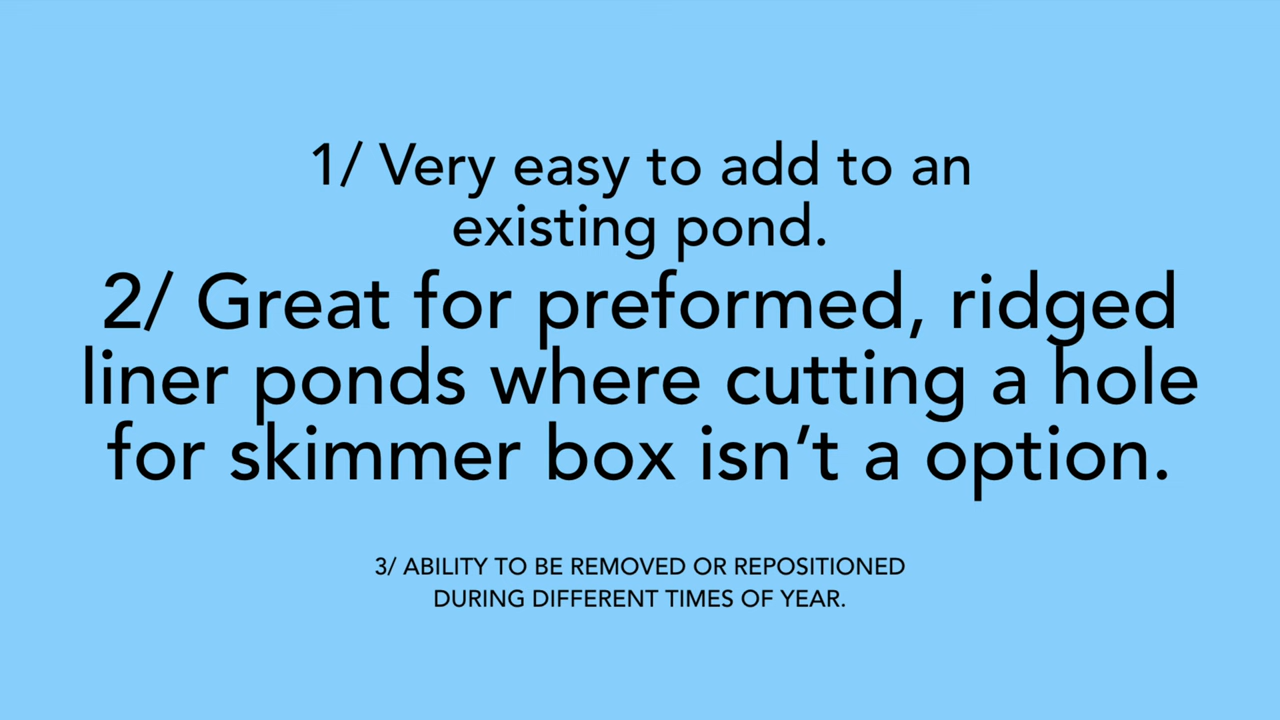 1/ Very easy to add to an
existing pond.
2/ Great for preformed, ridged
liner ponds where cutting a hole
for skimmer box isn’t a option.
3/ ABILITY TO BE REMOVED OR REPOSITIONED
DURING DIFFERENT TIMES OF YEAR.